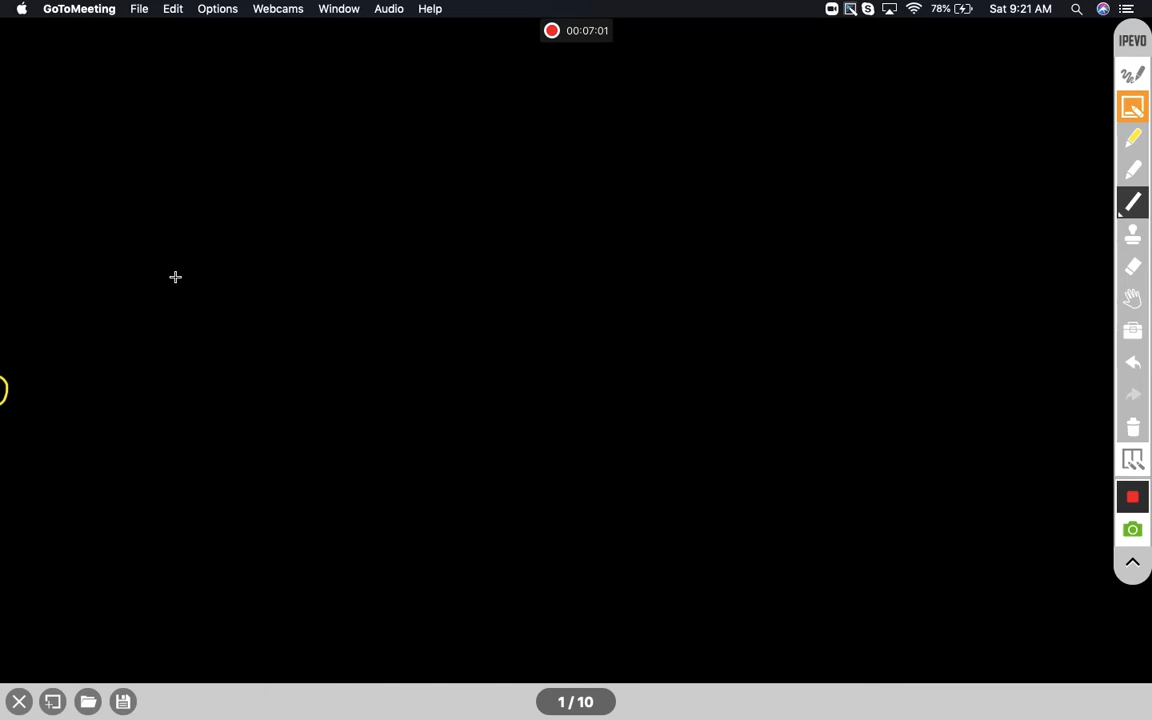 GoToMeeting File Edit Options Webcams Window Audio Help 78% Sat 9:21 AM
00:07:01
IPEVO
1 / 10